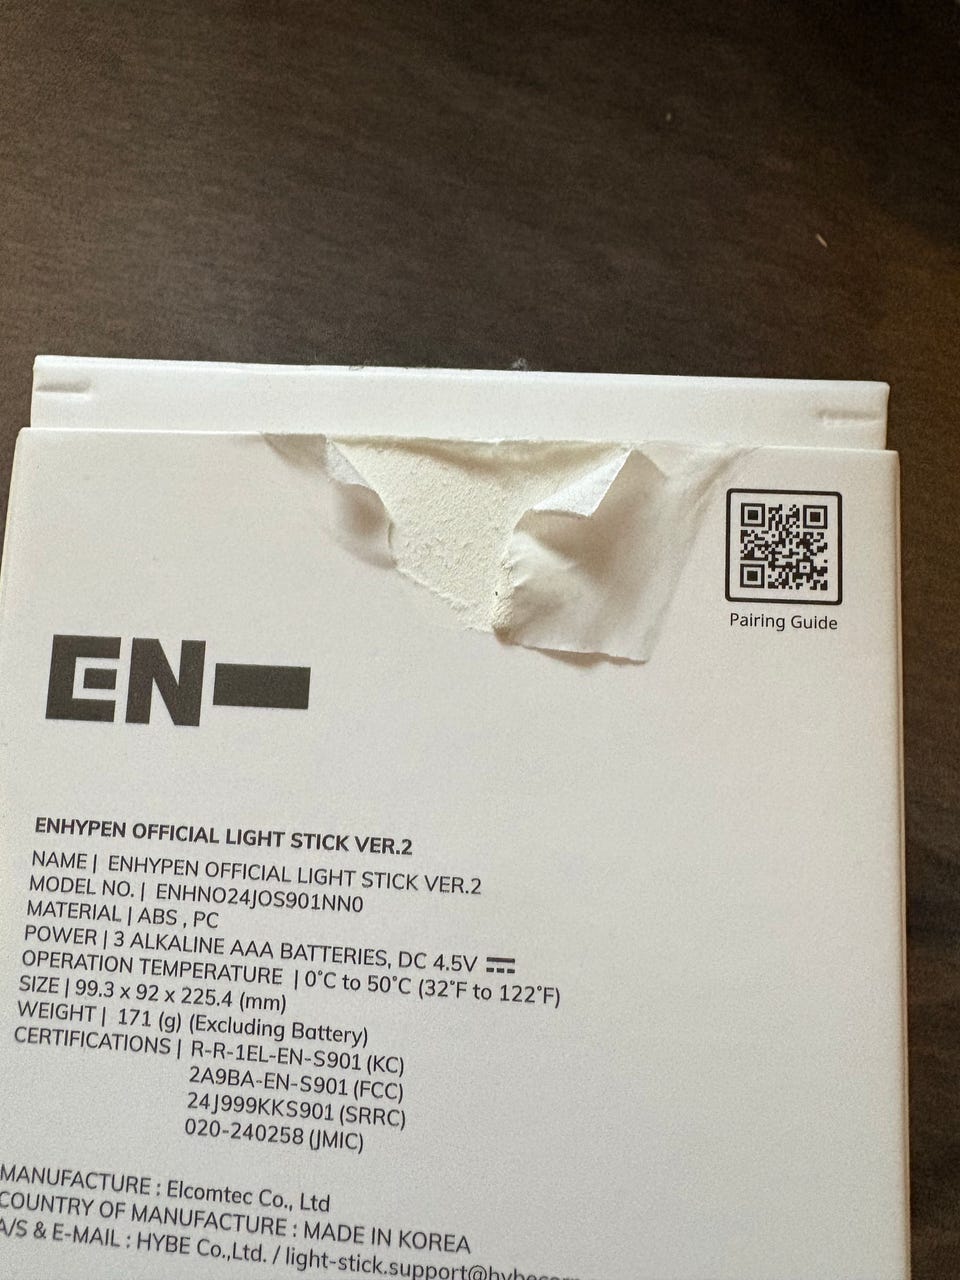 Pairing Guide
EN-
ENHYPEN OFFICIAL LIGHT STICK VER.2
NAME | ENHYPEN OFFICIAL LIGHT STICK VER.2
MODEL NO. | ENHNO24JOS901NN0
MATERIAL | ABS , PC
POWER | 3 ALKALINE AAA BATTERIES, DC 4.5V ⎓
OPERATION TEMPERATURE | 0˚C to 50˚C (32˚F to 122˚F)
SIZE | 99.3 x 92 x 225.4 (mm)
WEIGHT | 171 (g) (Excluding Battery)
CERTIFICATIONS | R-R-1EL-EN-S901 (KC)
2A9BA-EN-S901 (FCC)
24J999KKS901 (SRRC)
020-240258 (JMIC)
MANUFACTURE : Elcomtec Co., Ltd
COUNTRY OF MANUFACTURE : MADE IN KOREA
A/S & E-MAIL : HYBE Co.,Ltd. /